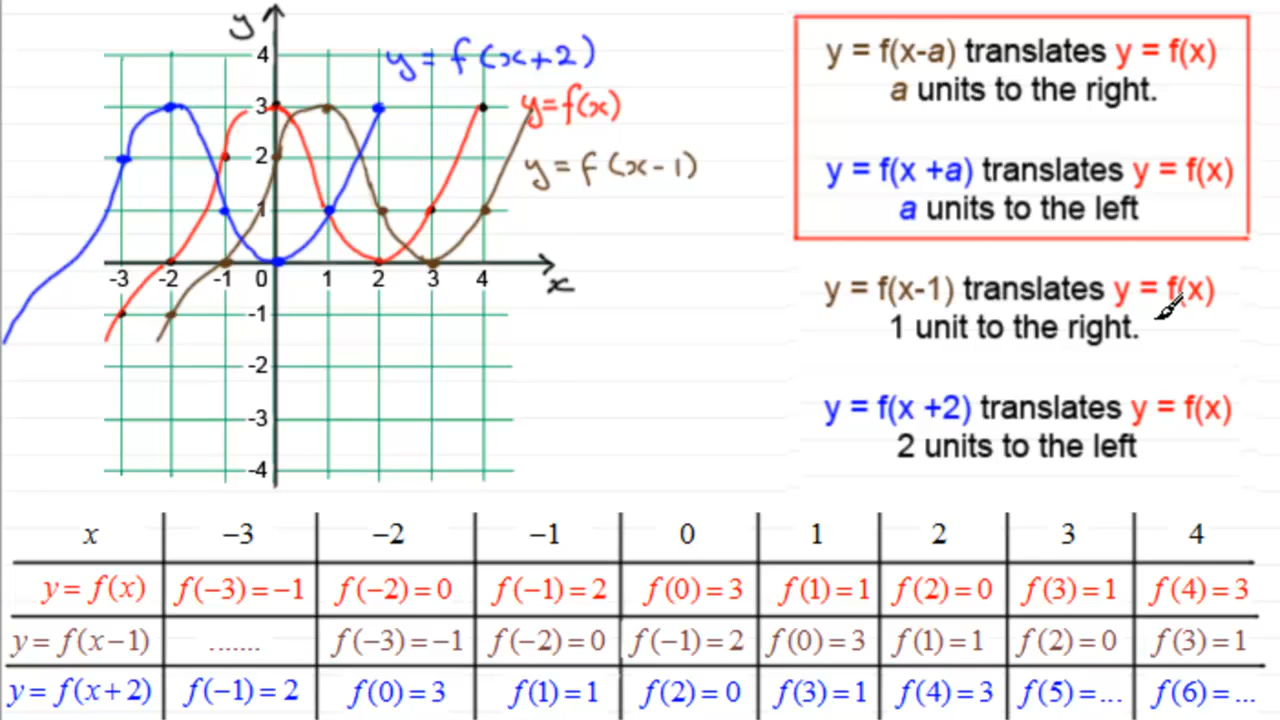 y
4
3
2
1
-3 -2 -1 0 1 2 3 4
x
-1
-2
-3
-4
y = f(x+2)
y=f(x)
y = f(x-1)
y = f(x-a) translates y = f(x)
a units to the right.
y = f(x +a) translates y = f(x)
a units to the left
y = f(x-1) translates y = f(x)
1 unit to the right.
y = f(x +2) translates y = f(x)
2 units to the left
x −3 −2 −1 0 1 2 3 4
y = f(x) f(−3) = −1 f(−2) = 0 f(−1) = 2 f(0) = 3 f(1) = 1 f(2) = 0 f(3) = 1 f(4) = 3
y = f(x−1) ....... f(−3) = −1 f(−2) = 0 f(−1) = 2 f(0) = 3 f(1) = 1 f(2) = 0 f(3) = 1
y = f(x+2) f(−1) = 2 f(0) = 3 f(1) = 1 f(2) = 0 f(3) = 1 f(4) = 3 f(5) = ... f(6) = ...